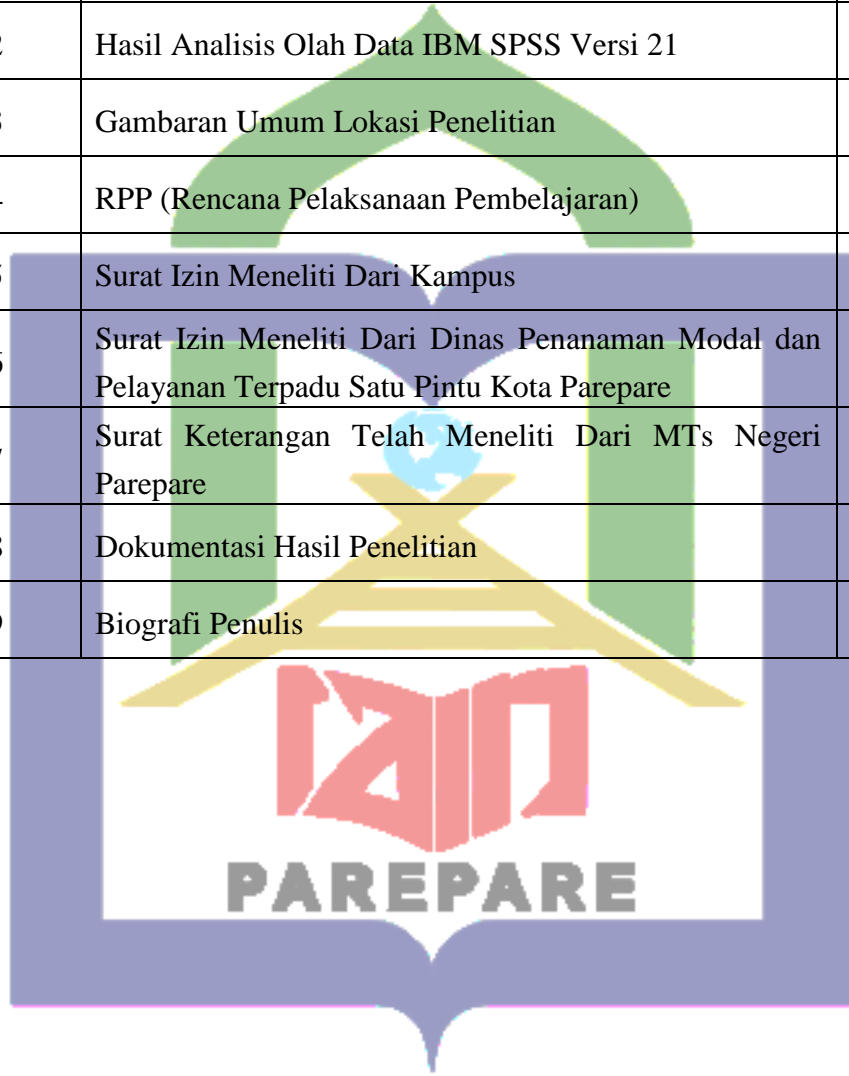 2 Hasil Analisis Olah Data IBM SPSS Versi 21
Gambaran Umum Lokasi Penelitian
RPP (Rencana Pelaksanaan Pembelajaran)
Surat Izin Meneliti Dari Kampus
Surat Izin Meneliti Dari Dinas Penanaman Modal dan
Pelayanan Terpadu Satu Pintu Kota Parepare
Surat Keterangan Telah Meneliti Dari MTs Negeri
Parepare
Dokumentasi Hasil Penelitian
Biografi Penulis
IAIN
PAREPARE